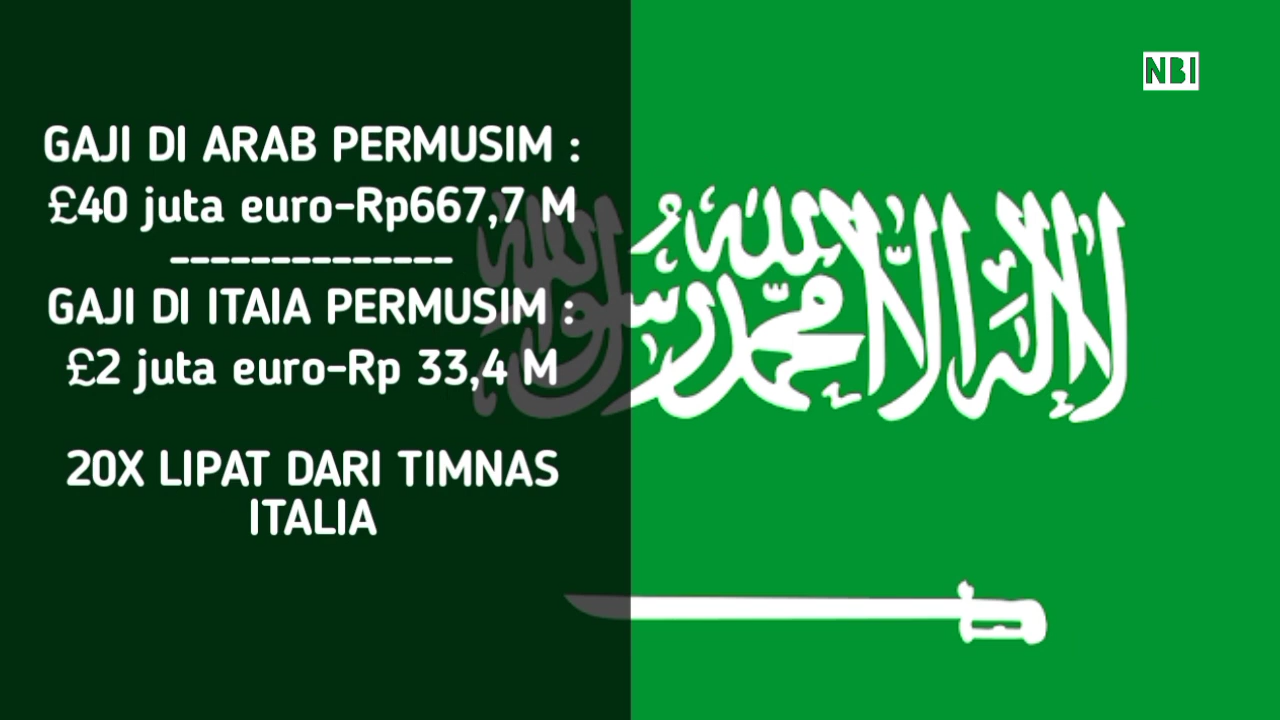 NBI
GAJI DI ARAB PERMUSIM :
£40 juta euro-Rp667,7 M
--------------
GAJI DI ITAIA PERMUSIM :
£2 juta euro-Rp 33,4 M
20X LIPAT DARI TIMNAS
ITALIA
لا إله إلا الله محمد رسول الله